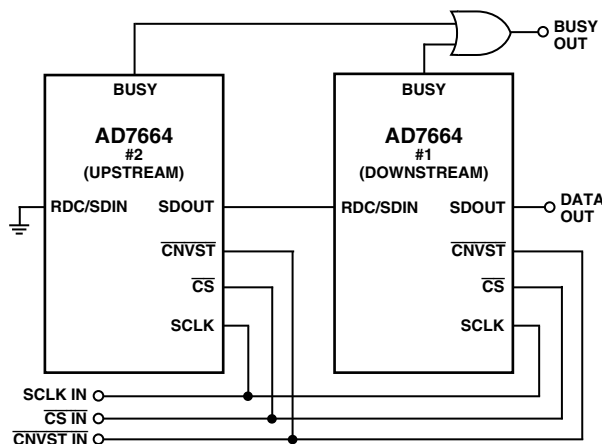 BUSY
OUT
BUSY
BUSY
AD7664
#2
(UPSTREAM)
AD7664
#1
(DOWNSTREAM)
RDC/SDIN
SDOUT
RDC/SDIN
SDOUT
DATA
OUT
CNVST
CNVST
CS
CS
SCLK
SCLK
SCLK IN
CS IN
CNVST IN